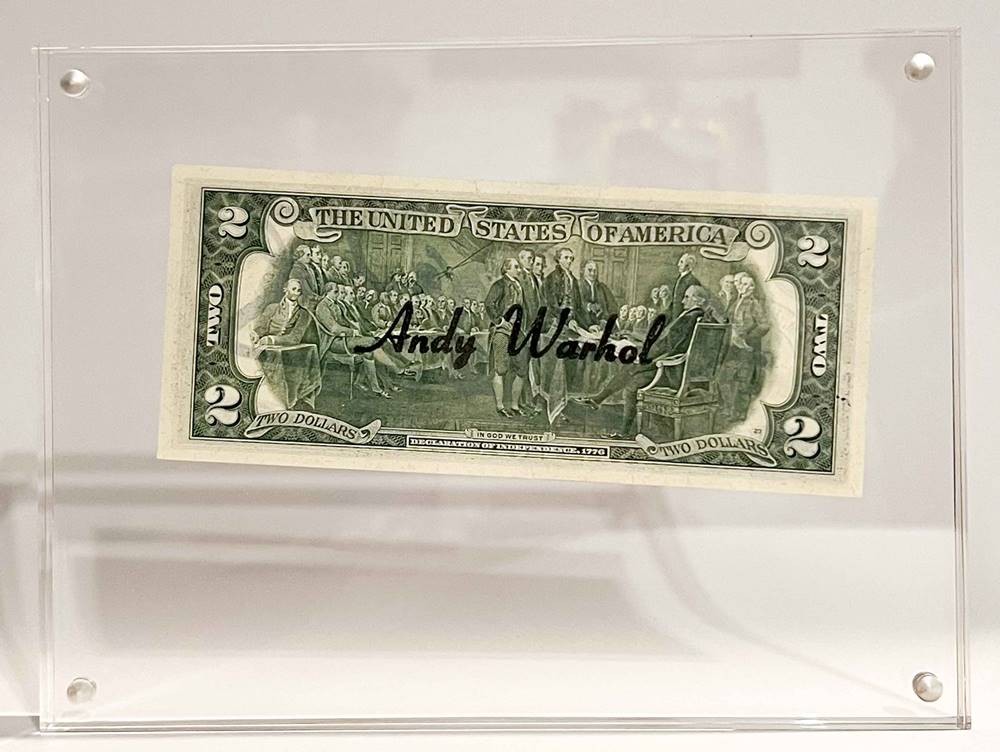 THE UNITED STATES OF AMERICA
2 2
TWO TWO
Andy Warhol
2 2
TWO DOLLARS TWO DOLLARS
IN GOD WE TRUST
27
DECLARATION OF INDEPENDENCE, 1776